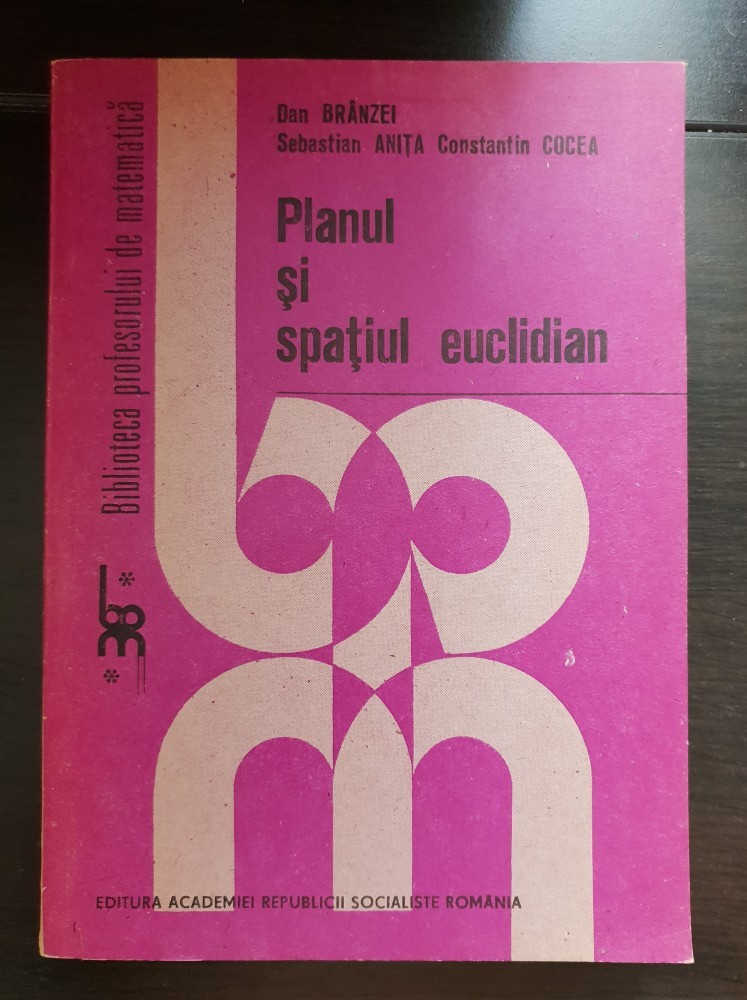 Dan BRÂNZEI
Sebastian ANIȚA Constantin COCEA
Planul
și
spațiul euclidian
Biblioteca profesorului de matematică
bpm
EDITURA ACADEMIEI REPUBLICII SOCIALISTE ROMÂNIA